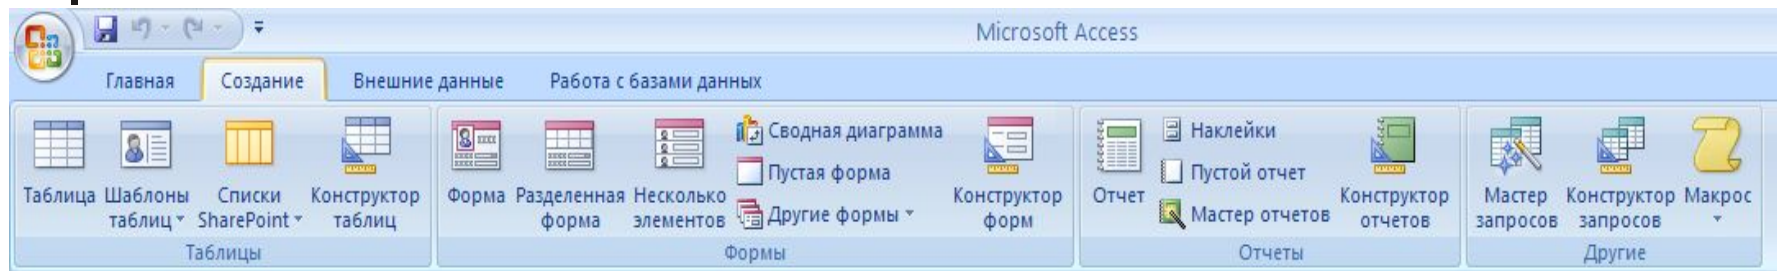 Microsoft Access
Главная Создание Внешние данные Работа с базами данных
Таблица
Шаблоны
таблиц
Списки
SharePoint
Конструктор
таблиц
Таблицы
Форма
Разделенная
форма
Несколько
элементов
Сводная диаграмма
Пустая форма
Другие формы
Конструктор
форм
Формы
Отчет
Наклейки
Пустой отчет
Мастер отчетов
Конструктор
отчетов
Отчеты
Мастер
запросов
Конструктор
запросов
Макрос
Другие